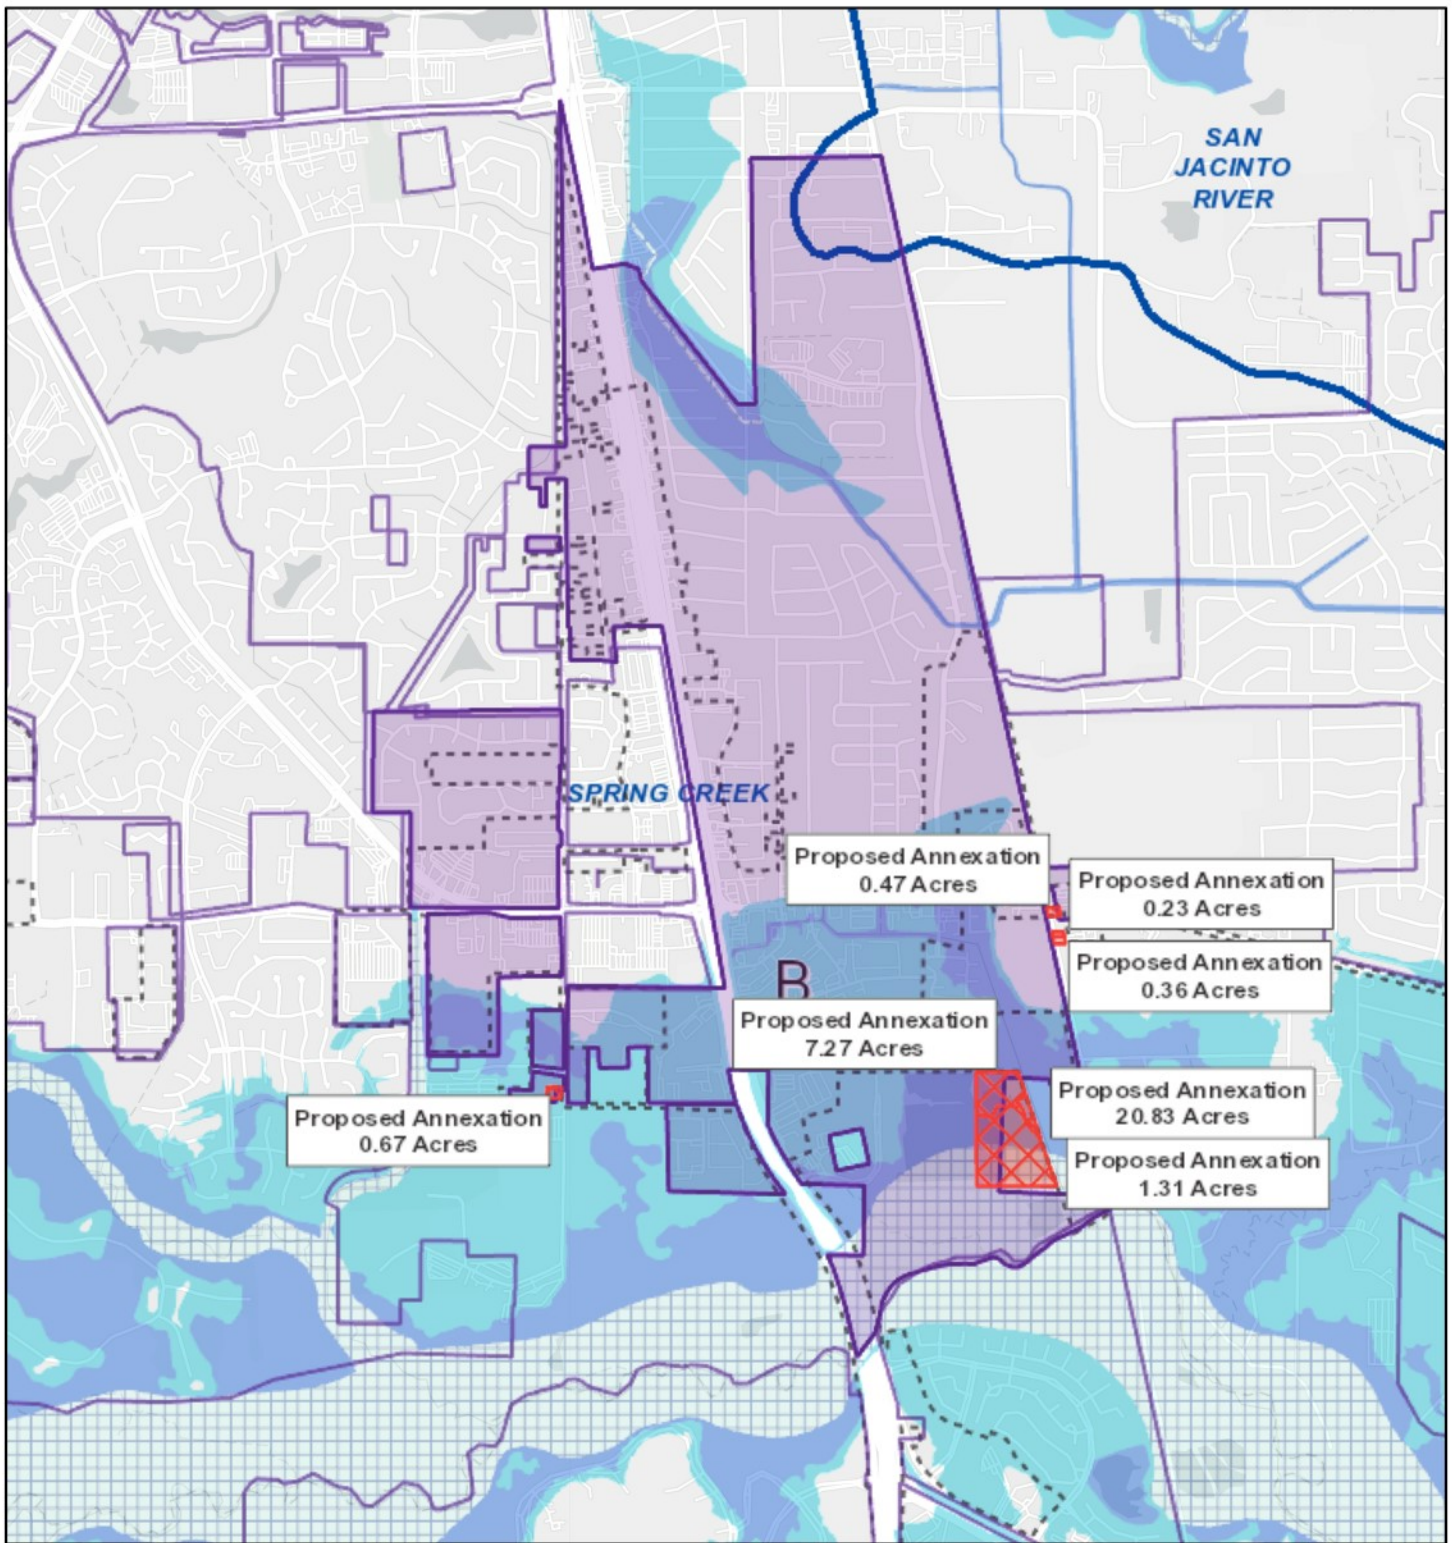 SAN
JACINTO
RIVER
SPRING CREEK
Proposed Annexation
0.47 Acres
Proposed Annexation
0.23 Acres
Proposed Annexation
0.36 Acres
B
Proposed Annexation
7.27 Acres
Proposed Annexation
20.83 Acres
Proposed Annexation
0.67 Acres
Proposed Annexation
1.31 Acres